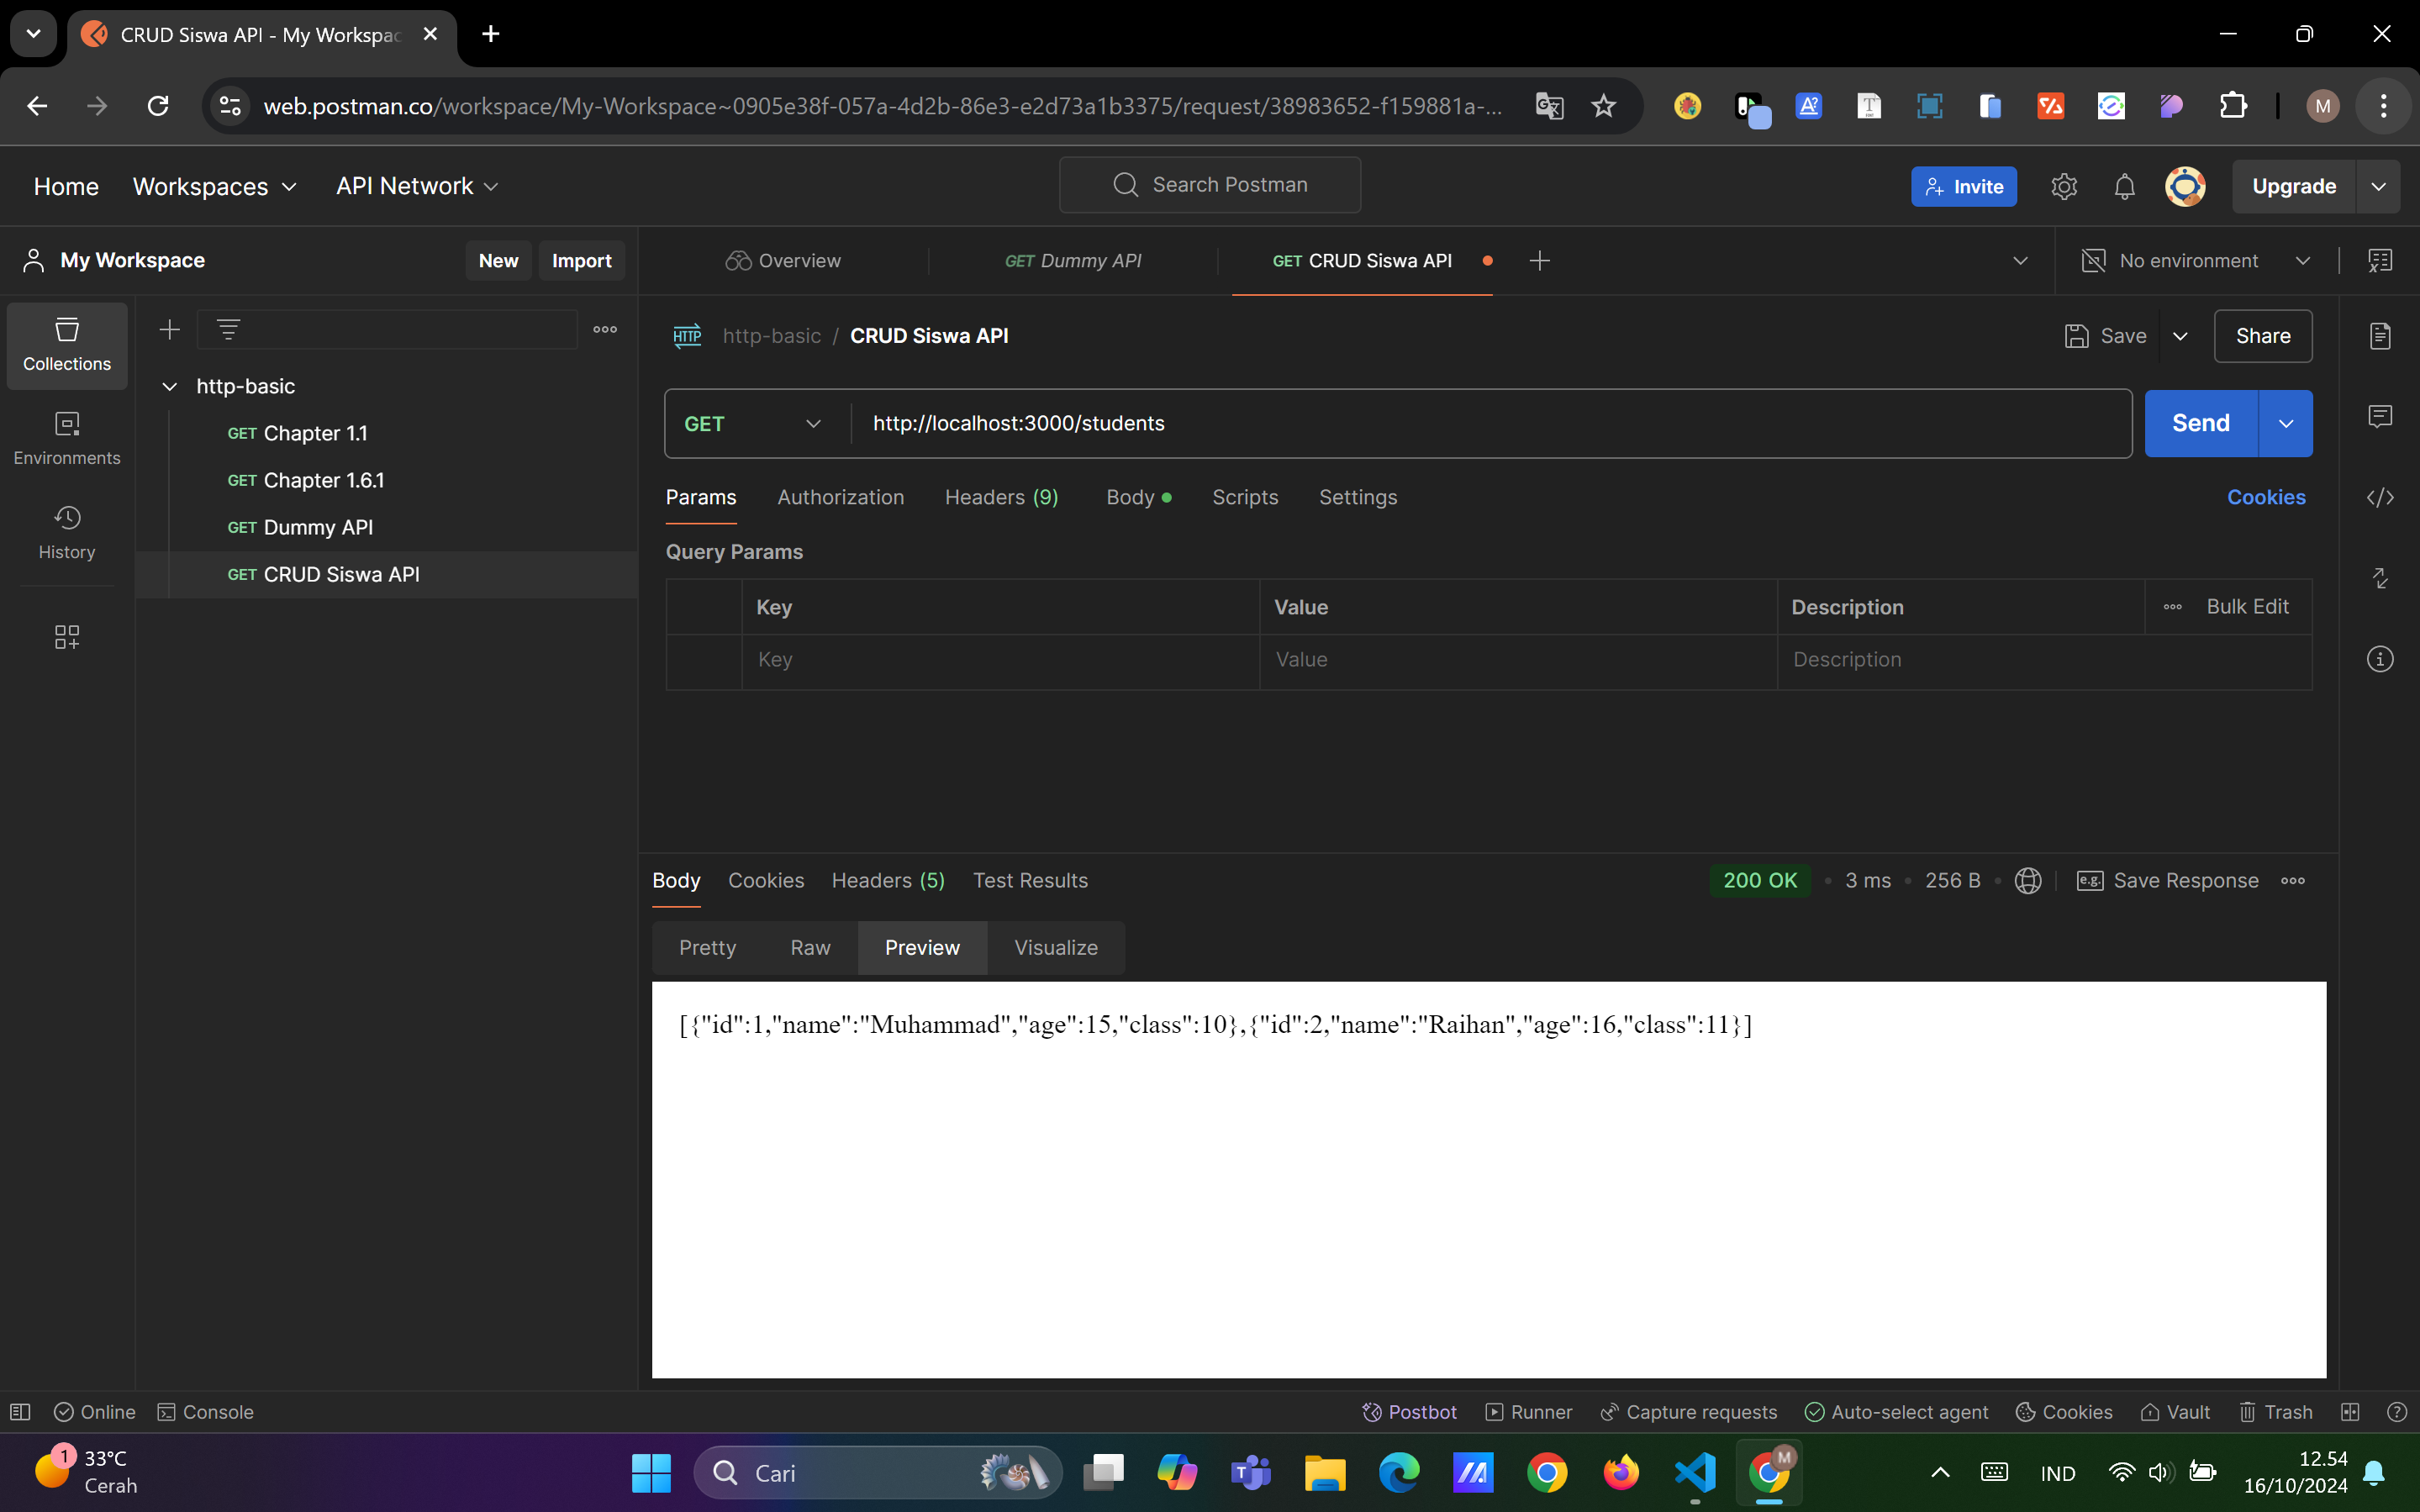 CRUD Siswa API - My Workspac
web.postman.co/workspace/My-Workspace~0905e38f-057a-4d2b-86e3-e2d73a1b3375/request/38983652-f159881a-...
M
Home
Workspaces
API Network
Search Postman
Invite
Upgrade
My Workspace
New
Import
Overview
GET Dummy API
GET CRUD Siswa API
No environment
Collections
Environments
History
http-basic
GET Chapter 1.1
GET Chapter 1.6.1
GET Dummy API
GET CRUD Siswa API
HTTP http-basic / CRUD Siswa API
Save
Share
GET
http://localhost:3000/students
Send
Params
Authorization
Headers (9)
Body
Scripts
Settings
Cookies
Query Params
Key
Value
Description
Bulk Edit
Key
Value
Description
Body
Cookies
Headers (5)
Test Results
200 OK
3 ms
256 B
e.g. Save Response
Pretty
Raw
Preview
Visualize
[{"id":1,"name":"Muhammad","age":15,"class":10},{"id":2,"name":"Raihan","age":16,"class":11}]
Online
Console
Postbot
Runner
Capture requests
Auto-select agent
Cookies
Vault
Trash
1
33°C
Cerah
Cari
M
IND
12.54
16/10/2024